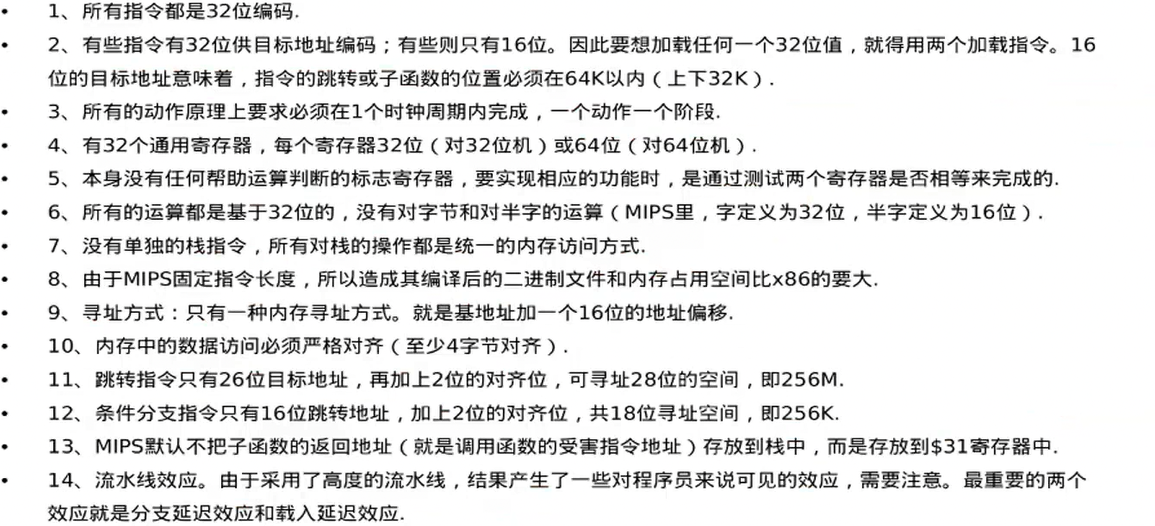 • 1、所有指令都是32位编码.
• 2、有些指令有32位供目标地址编码；有些则只有16位。因此要想加载任何一个32位值，就得用两个加载指令。16
位的目标地址意味着，指令的跳转或子函数的位置必须在64K以内（上下32K）.
• 3、所有的动作原理上要求必须在1个时钟周期内完成，一个动作一个阶段.
• 4、有32个通用寄存器，每个寄存器32位（对32位机）或64位（对64位机）.
• 5、本身没有任何帮助运算判断的标志寄存器，要实现相应的功能时，是通过测试两个寄存器是否相等来完成的.
• 6、所有的运算都是基于32位的，没有对字节和对半字的运算（MIPS里，字定义为32位，半字定义为16位）.
• 7、没有单独的栈指令，所有对栈的操作都是统一的内存访问方式.
• 8、由于MIPS固定指令长度，所以造成其编译后的二进制文件和内存占用空间比x86的要大.
• 9、寻址方式：只有一种内存寻址方式。就是基地址加一个16位的地址偏移.
• 10、内存中的数据访问必须严格对齐（至少4字节对齐）.
• 11、跳转指令只有26位目标地址，再加上2位的对齐位，可寻址28位的空间，即256M.
• 12、条件分支指令只有16位跳转地址，加上2位的对齐位，共18位寻址空间，即256K.
• 13、MIPS默认不把子函数的返回地址（就是调用函数的受害指令地址）存放到栈中，而是存放到$31寄存器中.
• 14、流水线效应。由于采用了高度的流水线，结果产生了一些对程序员来说可见的效应，需要注意。最重要的两个
效应就是分支延迟效应和载入延迟效应.